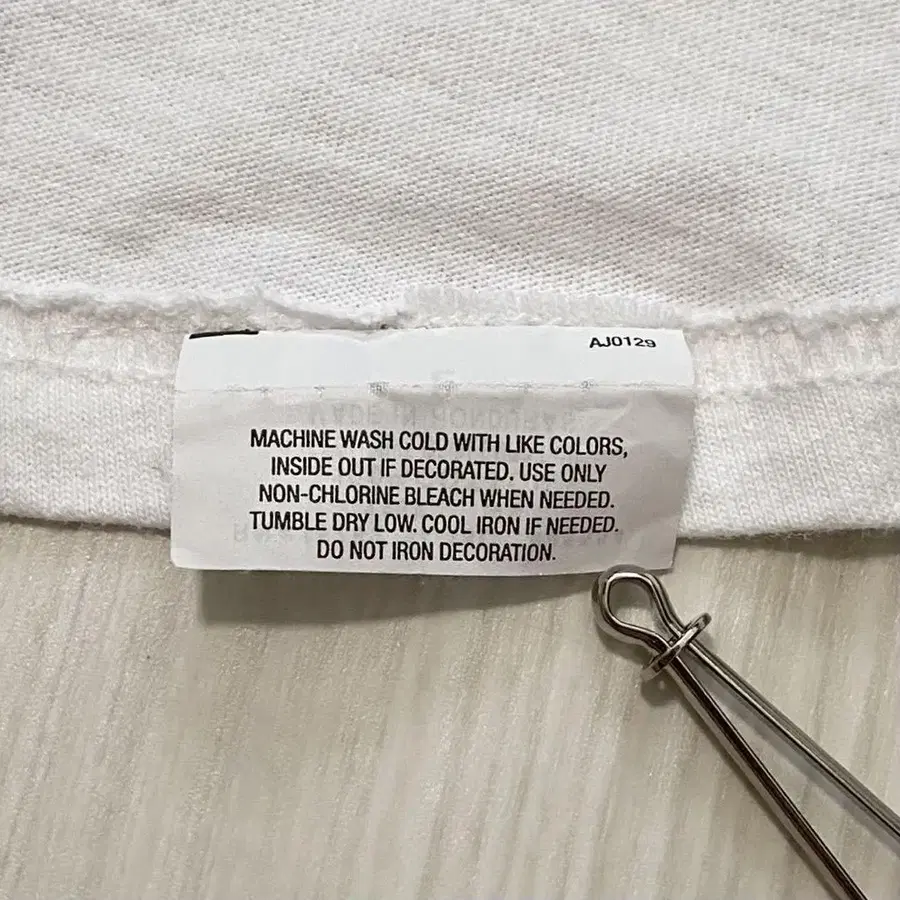 AJ0129
MACHINE WASH COLD WITH LIKE COLORS,
INSIDE OUT IF DECORATED. USE ONLY
NON-CHLORINE BLEACH WHEN NEEDED.
TUMBLE DRY LOW. COOL IRON IF NEEDED.
DO NOT IRON DECORATION.